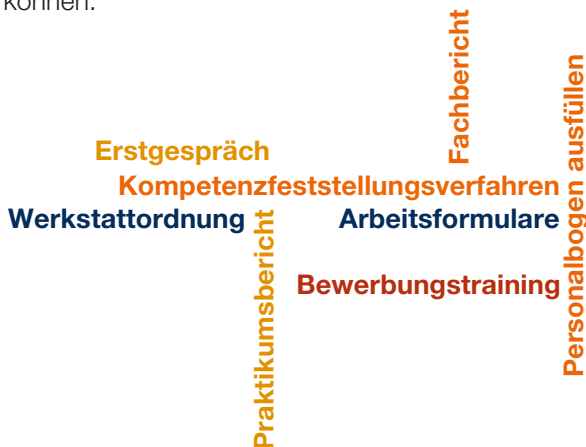 können.
Fachbericht
Personalbogen ausfüllen
Erstgespräch
Kompetenzfeststellungsverfahren
Werkstattordnung
Arbeitsformulare
Praktikumsbericht
Bewerbungstraining